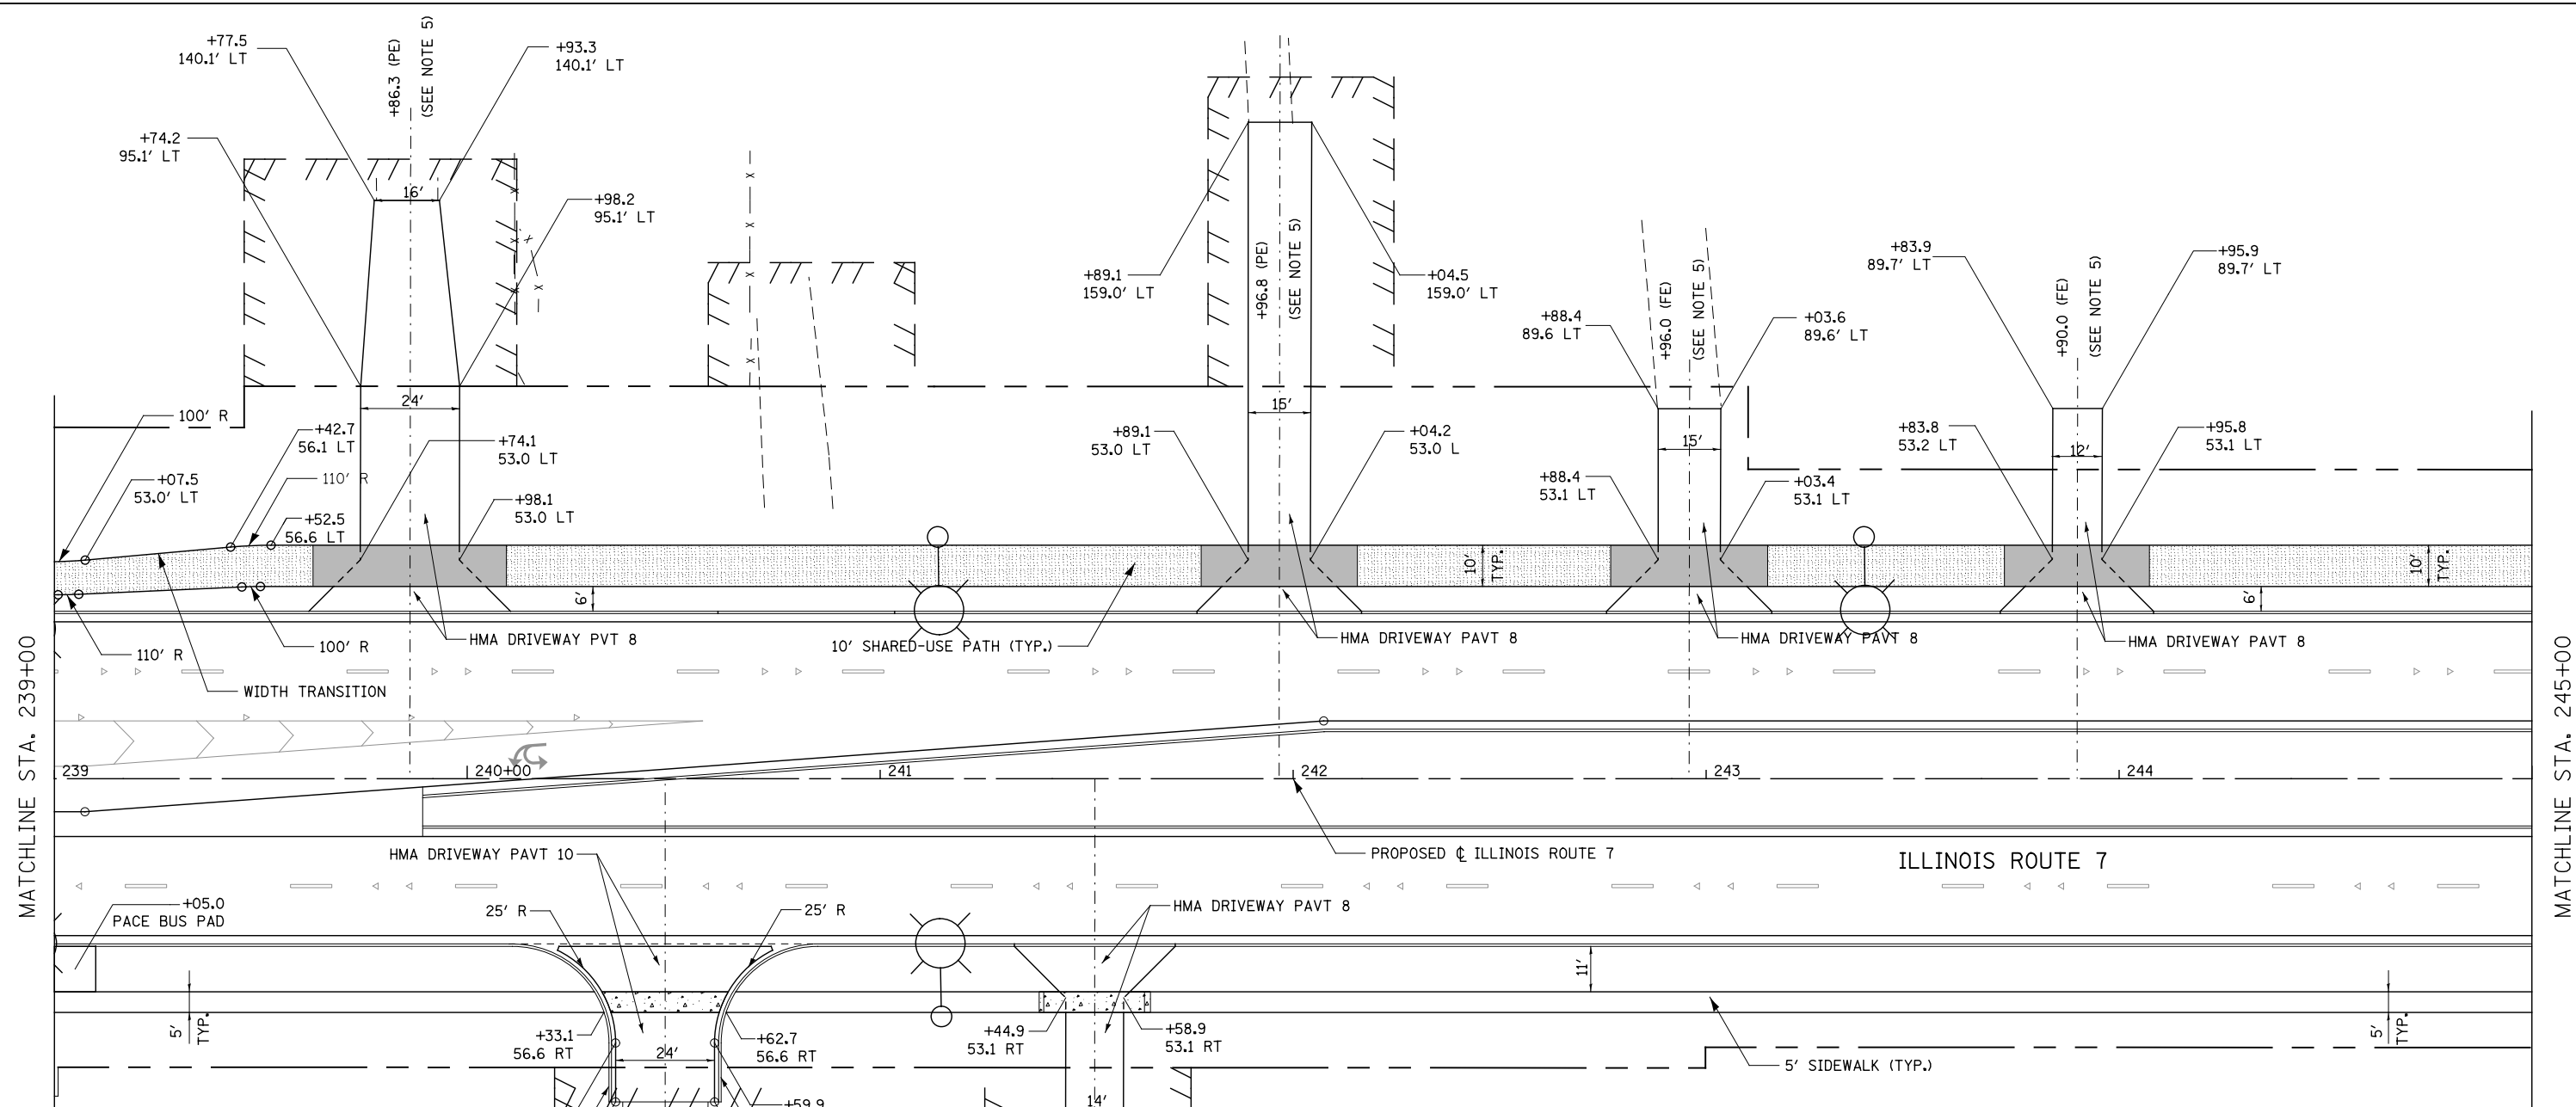 +77.5
140.1' LT
+86.3 (PE)
(SEE NOTE 5)
+93.3
140.1' LT
+74.2
95.1' LT
16'
+98.2
95.1' LT
24'
100' R
+42.7
56.1 LT
+07.5
53.0' LT
110' R
+52.5
56.6 LT
+74.1
53.0 LT
+98.1
53.0 LT
6'
HMA DRIVEWAY PVT 8
110' R
100' R
WIDTH TRANSITION
+89.1
159.0' LT
+96.8 (PE)
(SEE NOTE 5)
+04.5
159.0' LT
15'
+89.1
53.0 LT
+04.2
53.0 L
10' SHARED-USE PATH (TYP.)
HMA DRIVEWAY PAVT 8
10'
TYP.
+88.4
89.6 LT
+96.0 (FE)
(SEE NOTE 5)
+03.6
89.6' LT
15'
+88.4
53.1 LT
+03.4
53.1 LT
HMA DRIVEWAY PAVT 8
+83.9
89.7' LT
+90.0 (FE)
(SEE NOTE 5)
+95.9
89.7' LT
+83.8
53.2 LT
12'
+95.8
53.1 LT
HMA DRIVEWAY PAVT 8
6'
10'
TYP.
MATCHLINE STA. 239+00
MATCHLINE STA. 245+00
239
240+00
241
242
243
244
PROPOSED ℄ ILLINOIS ROUTE 7
ILLINOIS ROUTE 7
HMA DRIVEWAY PAVT 10
+05.0
PACE BUS PAD
25' R
25' R
HMA DRIVEWAY PAVT 8
11'
5'
TYP.
+33.1
56.6 RT
24'
+62.7
56.6 RT
+44.9
53.1 RT
+58.9
53.1 RT
5' SIDEWALK (TYP.)
5'
TYP.
+59.9
14'